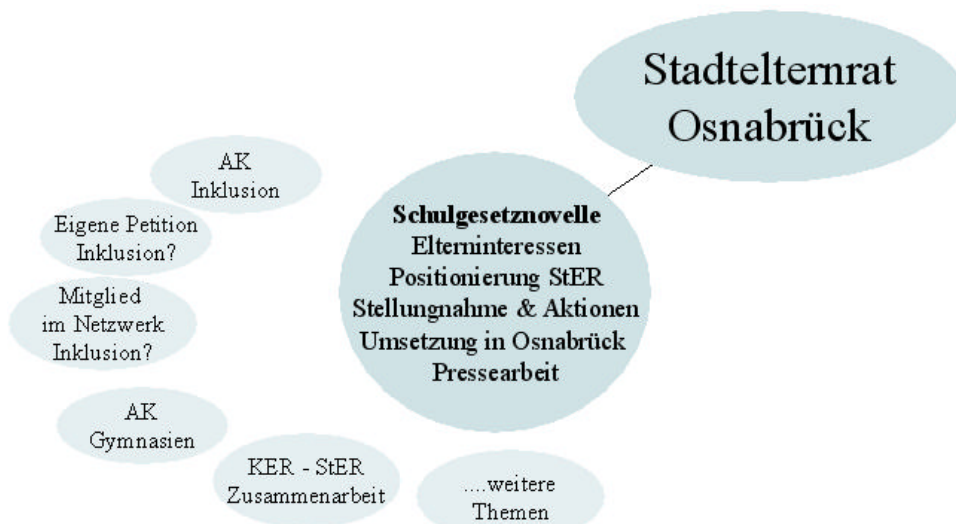 Stadtelternrat
Osnabrück
AK
Inklusion
Eigene Petition
Inklusion?
Mitglied
im Netzwerk
Inklusion?
AK
Gymnasien
KER - StER
Zusammenarbeit
....weitere
Themen
Schulgesetznovelle
Elterninteressen
Positionierung StER
Stellungnahme & Aktionen
Umsetzung in Osnabrück
Pressearbeit